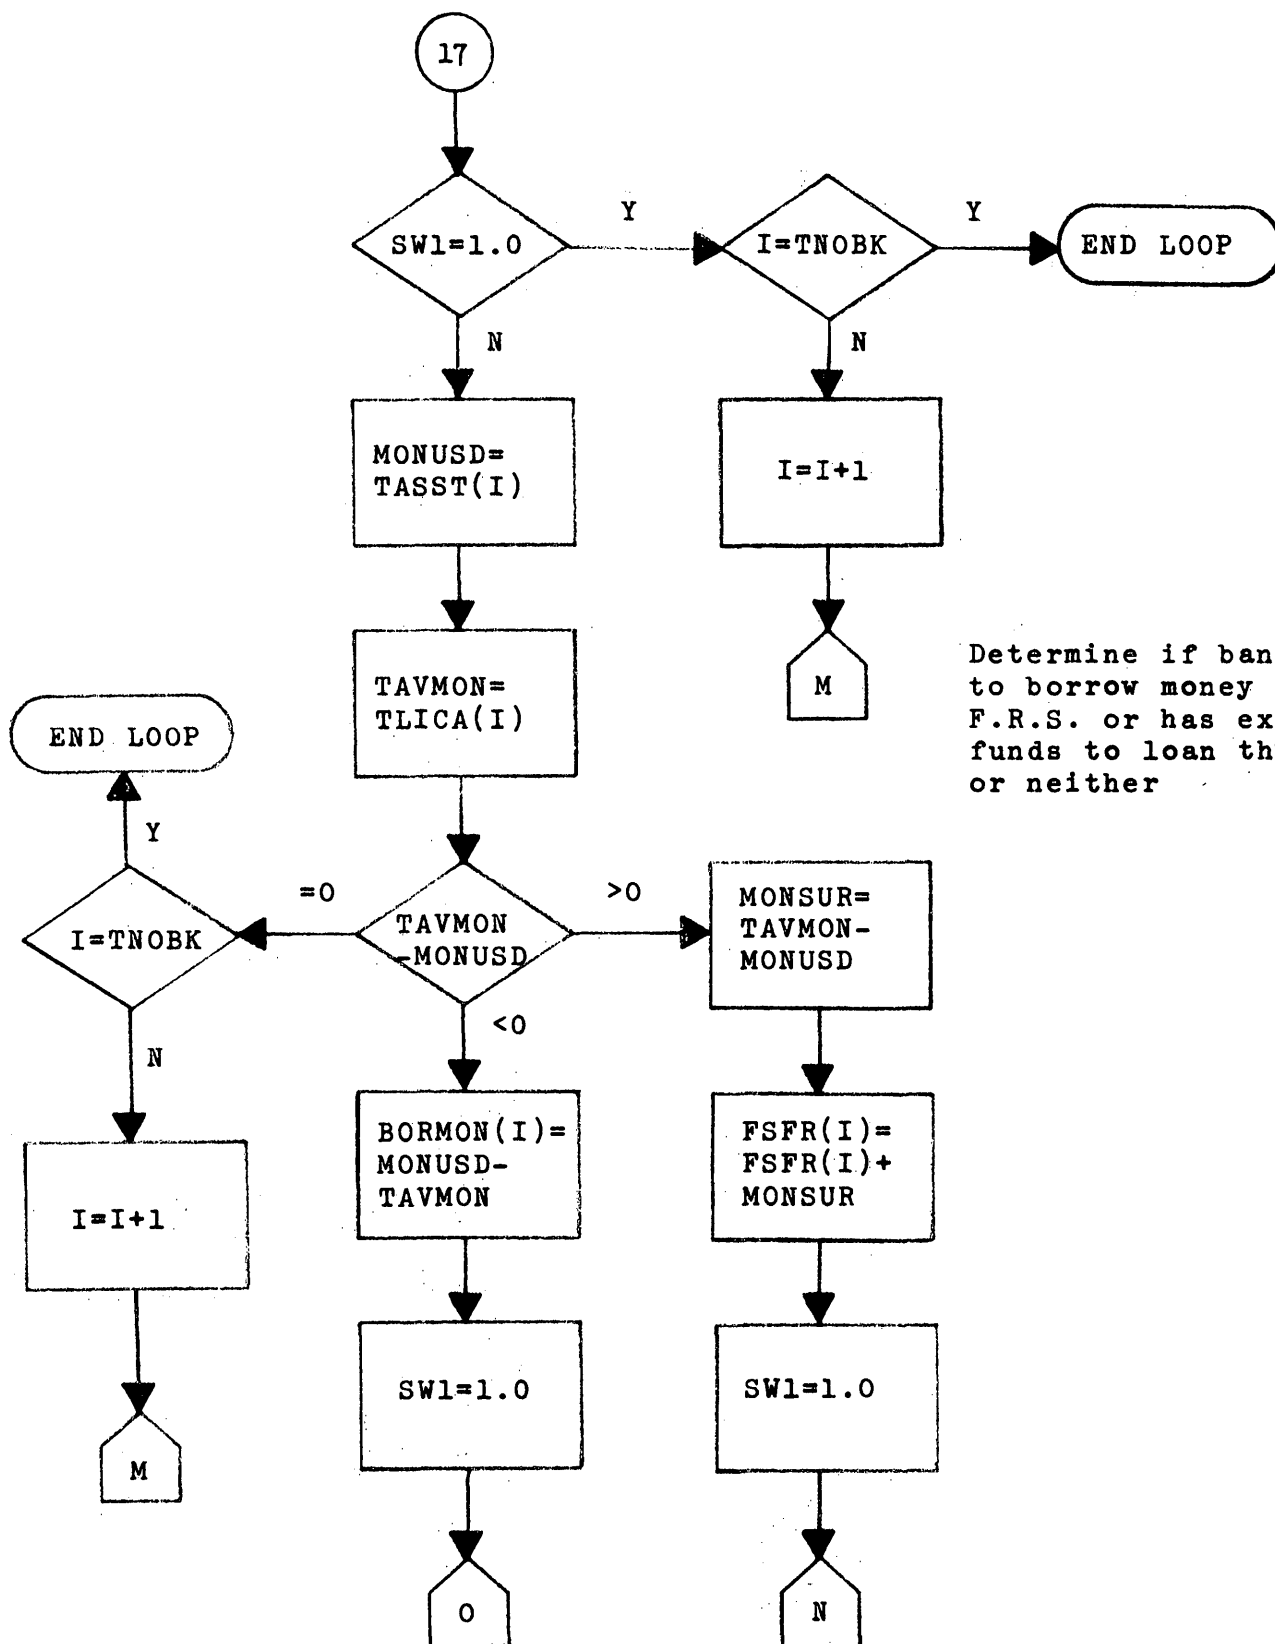 17
SW1=1.0
Y
I=TNOBK
Y
END LOOP
N
N
MONUSD=
TASST(I)
I=I+1
TAVMON=
TLICA(I)
M
Determine if ban
to borrow money
F.R.S. or has ex
funds to loan th
or neither
END LOOP
Y
I=TNOBK
=0
TAVMON
-MONUSD
>0
MONSUR=
TAVMON-
MONUSD
<0
N
BORMON(I)=
MONUSD-
TAVMON
FSFR(I)=
FSFR(I)+
MONSUR
I=I+1
SW1=1.0
SW1=1.0
M
O
N